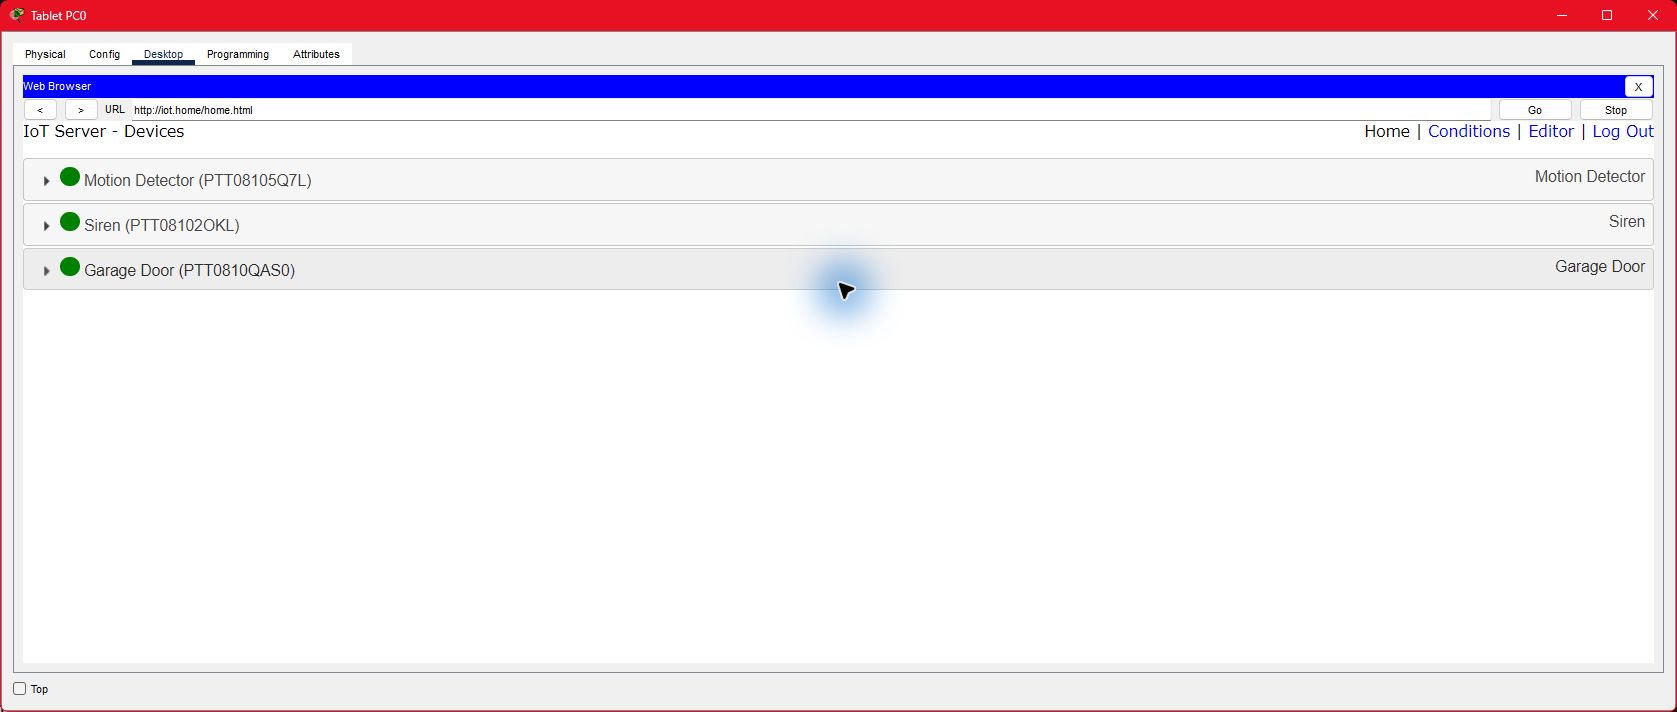 Tablet PC0
Physical Config Desktop Programming Attributes
Web Browser X
< > URL http://iot.home/home.html Go Stop
IoT Server - Devices Home | Conditions | Editor | Log Out
Motion Detector (PTT08105Q7L) Motion Detector
Siren (PTT08102OKL) Siren
Garage Door (PTT0810QAS0) Garage Door
Top